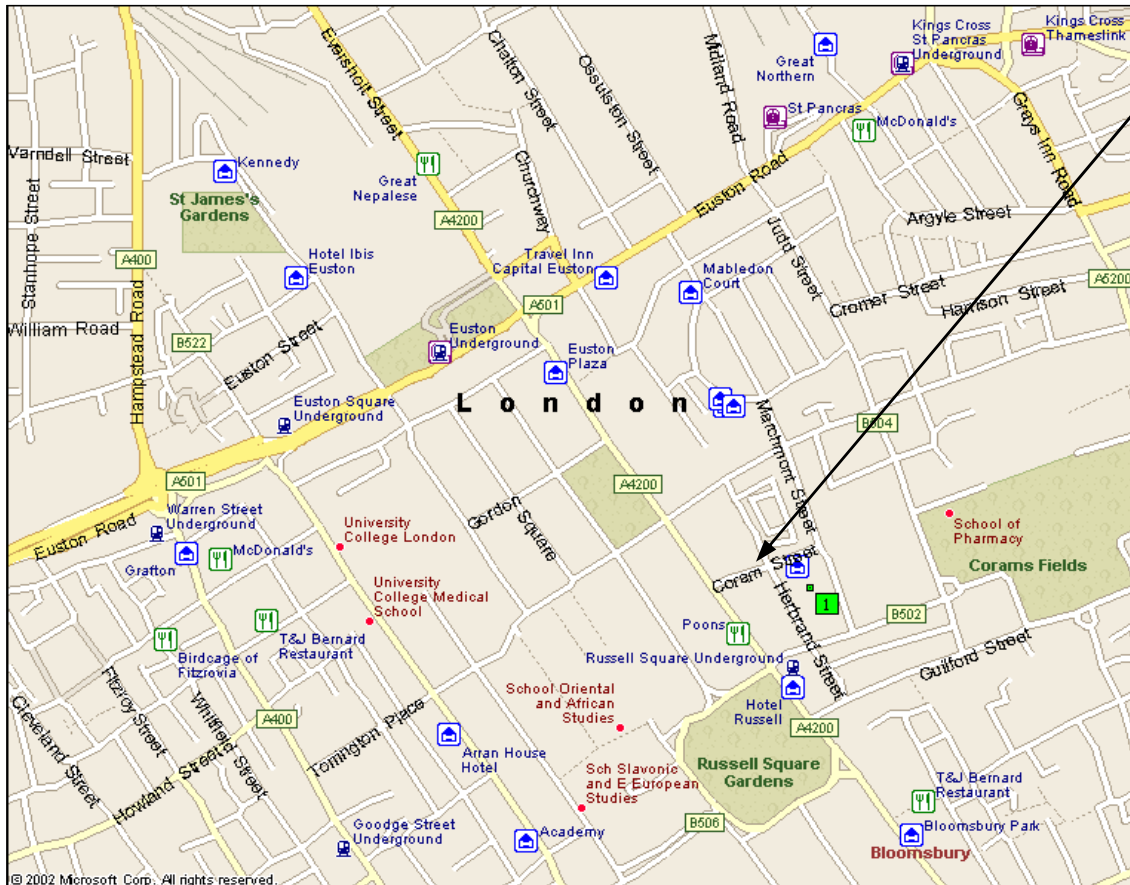 Kings Cross
St Pancras
Underground
Kings Cross
Thameslink
Great
Northern
Midland Road
Ossulston Street
Chalton Street
Eversholt Street
St Pancras
McDonald's
Grays Inn Road
Varndell Street
Kennedy
St James's
Gardens
Great
Nepalese
Churchway
Euston Road
Argyle Street
Stanhope Street
A400
A4200
Hotel Ibis
Euston
Travel Inn
Capital Euston
Mabledon
Court
Judd Street
Cromer Street
Harrison Street
A5200
A501
William Road
Hampstead Road
B522
Euston Street
Euston
Underground
Euston
Plaza
London
Euston Square
Underground
Marchmont Street
B504
A501
A4200
Euston Road
Warren Street
Underground
McDonald's
Grafton
University
College London
Gordon Square
School of
Pharmacy
Corams Fields
Coram Street
1
Herbrand Street
B502
University
College Medical
School
Poons
Guilford Street
T&J Bernard
Restaurant
Birdcage of
Fitzrovia
Russell Square Underground
Hotel
Russell
Fitzroy Street
Whitfield Street
Cleveland Street
Howland Street
A400
Torrington Place
School Oriental
and African
Studies
A4200
Arran House
Hotel
Sch Slavonic
and E European
Studies
Russell Square
Gardens
T&J Bernard
Restaurant
B506
Goodge Street
Underground
Academy
Bloomsbury Park
Bloomsbury
© 2002 Microsoft Corp. All rights reserved.